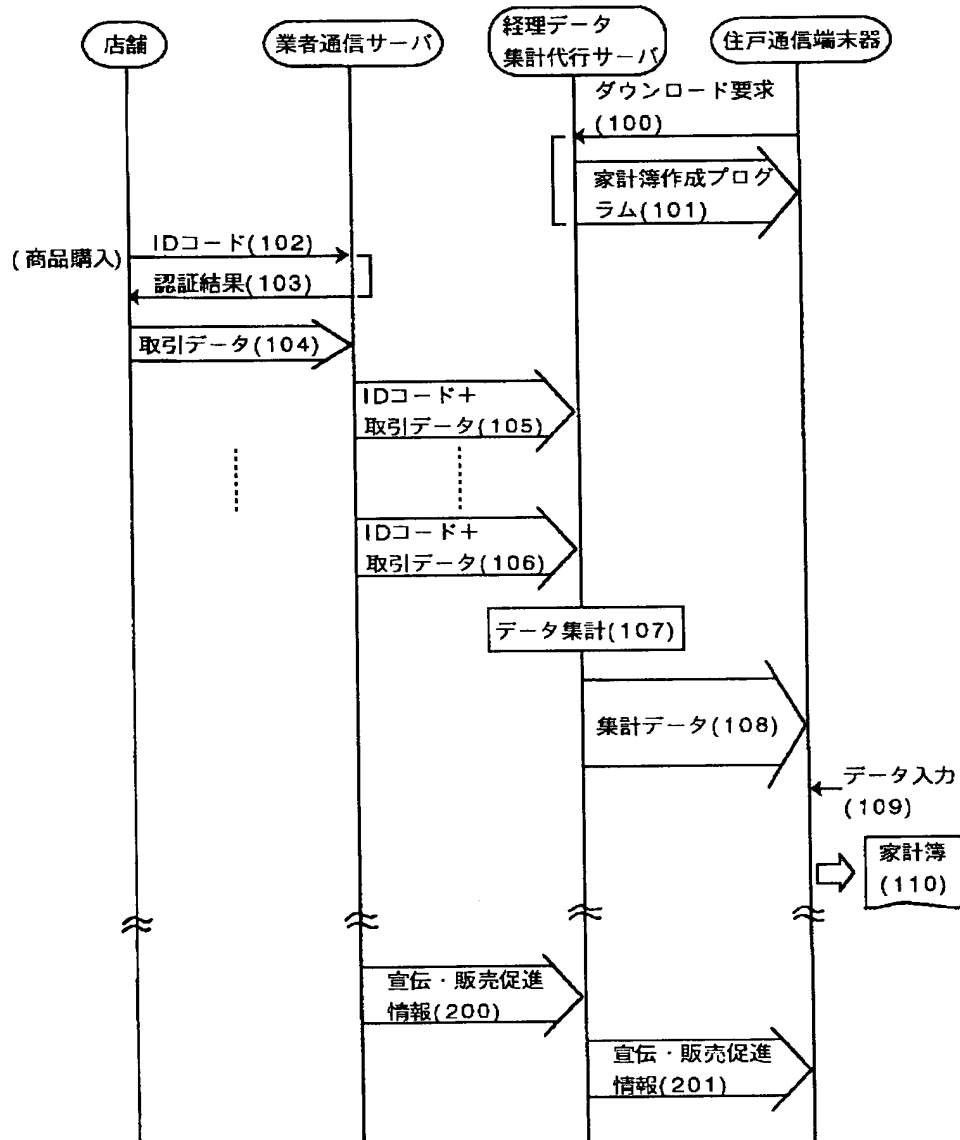 店舗
業者通信サーバ
経理データ
集計代行サーバ
住戸通信端末器
ダウンロード要求
(100)
家計簿作成プログ
ラム(101)
(商品購入)
IDコード(102)
認証結果(103)
取引データ(104)
IDコード+
取引データ(105)
IDコード+
取引データ(106)
データ集計(107)
集計データ(108)
データ入力
(109)
家計簿
(110)
宣伝・販売促進
情報(200)
宣伝・販売促進
情報(201)